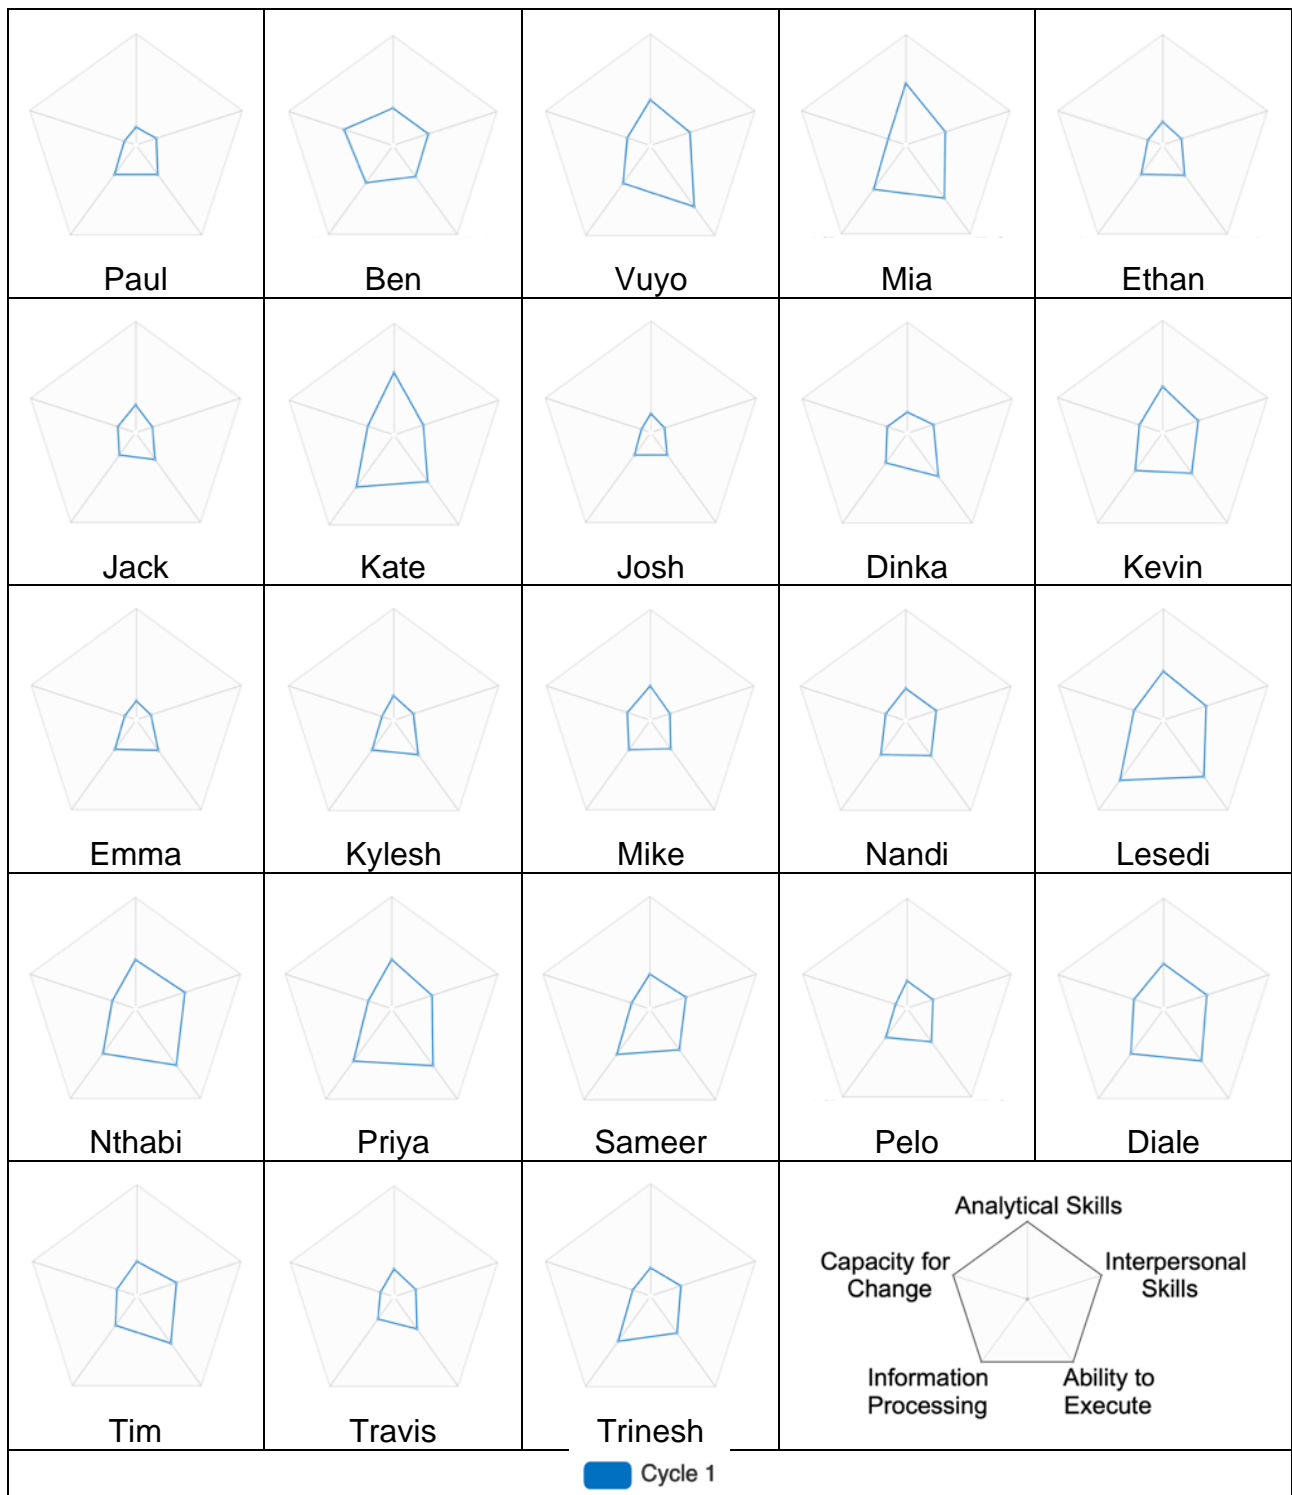 Paul
Ben
Vuyo
Mia
Ethan
Jack
Kate
Josh
Dinka
Kevin
Emma
Kylesh
Mike
Nandi
Lesedi
Nthabi
Priya
Sameer
Pelo
Diale
Tim
Travis
Trinesh
Analytical Skills
Capacity for
Change
Interpersonal
Skills
Information
Processing
Ability to
Execute
Cycle 1